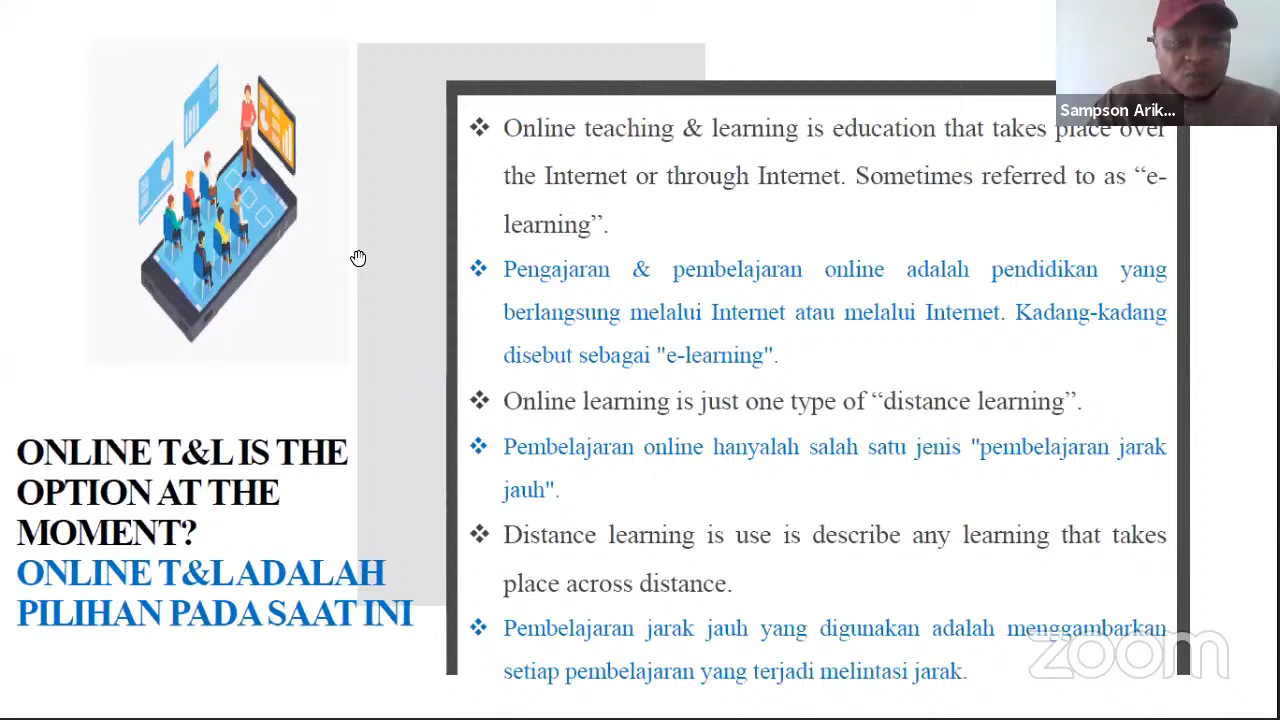 Sampson Arik...
❖ Online teaching & learning is education that takes place over
the Internet or through Internet. Sometimes referred to as “e-
learning”.
❖ Pengajaran & pembelajaran online adalah pendidikan yang
berlangsung melalui Internet atau melalui Internet. Kadang-kadang
disebut sebagai "e-learning".
❖ Online learning is just one type of “distance learning”.
❖ Pembelajaran online hanyalah salah satu jenis "pembelajaran jarak
jauh".
❖ Distance learning is use is describe any learning that takes
place across distance.
❖ Pembelajaran jarak jauh yang digunakan adalah menggambarkan
setiap pembelajaran yang terjadi melintasi jarak.
ONLINE T&L IS THE
OPTION AT THE
MOMENT?
ONLINE T&L ADALAH
PILIHAN PADA SAAT INI
zoom